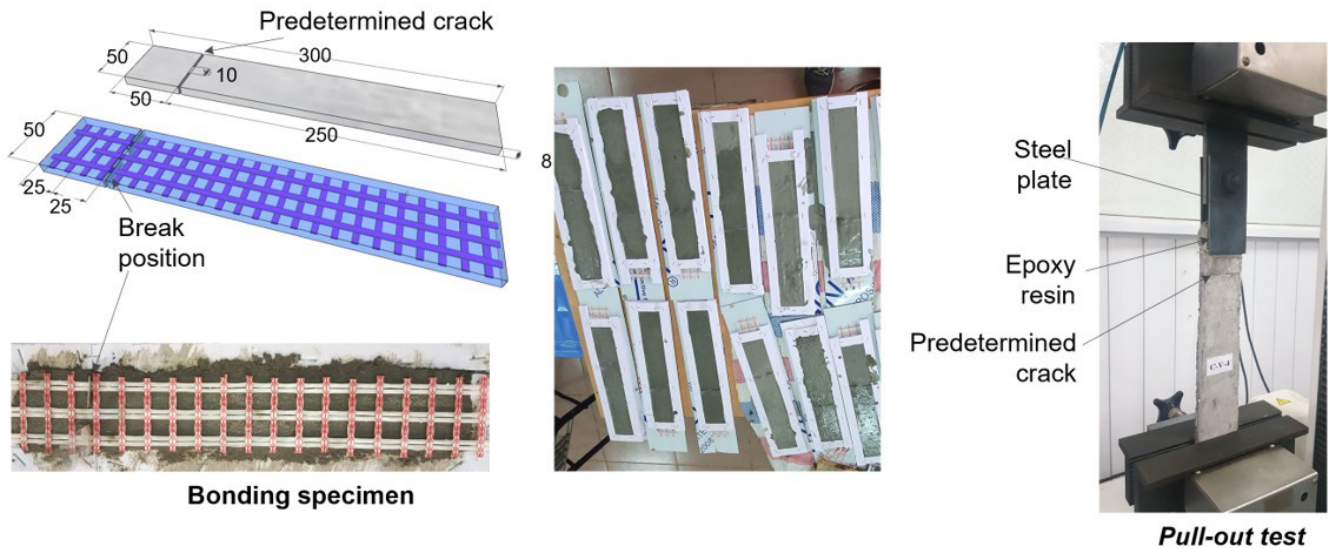 Predetermined crack
300
50
10
50
250
50
8
25
25
Break
position
Bonding specimen
Steel
plate
Epoxy
resin
Predetermined
crack
C-V-4
Pull-out test